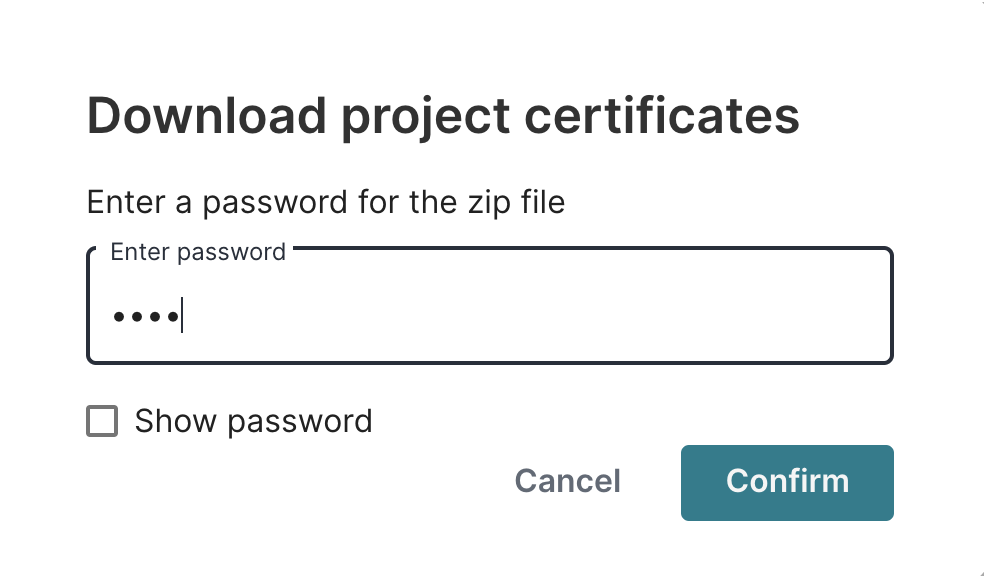 Download project certificates
Enter a password for the zip file
Enter password
••••
Show password
Cancel
Confirm